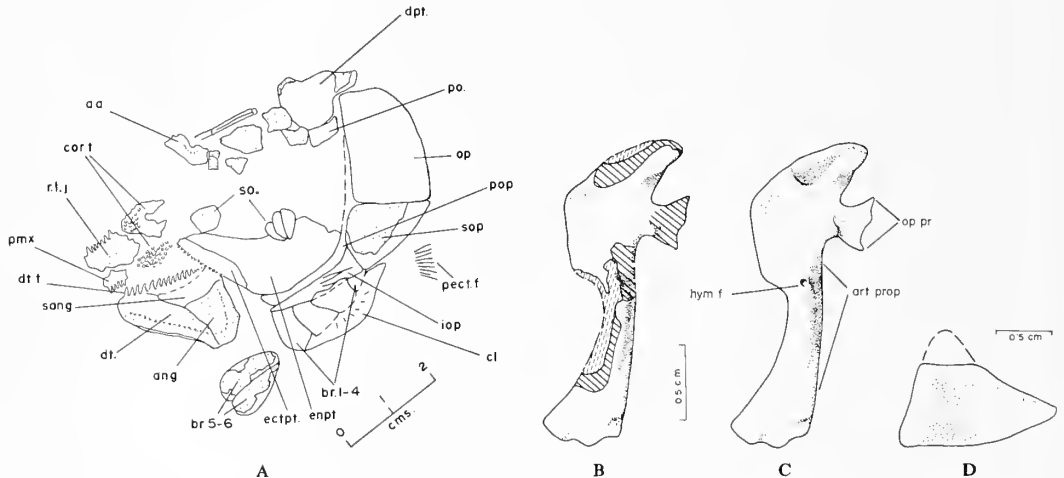 dpt.
po.
aa
op
cor t
pop
r.t.j
so.
sop
pmx
dt t
pect.f
sang
iop
dt.
cl
ang
br.1-4
br 5-6
ectpt.
enpt
0
2
cms.
A
0.5 cm
B
op pr
hym f
art prop
C
0.5 cm
D